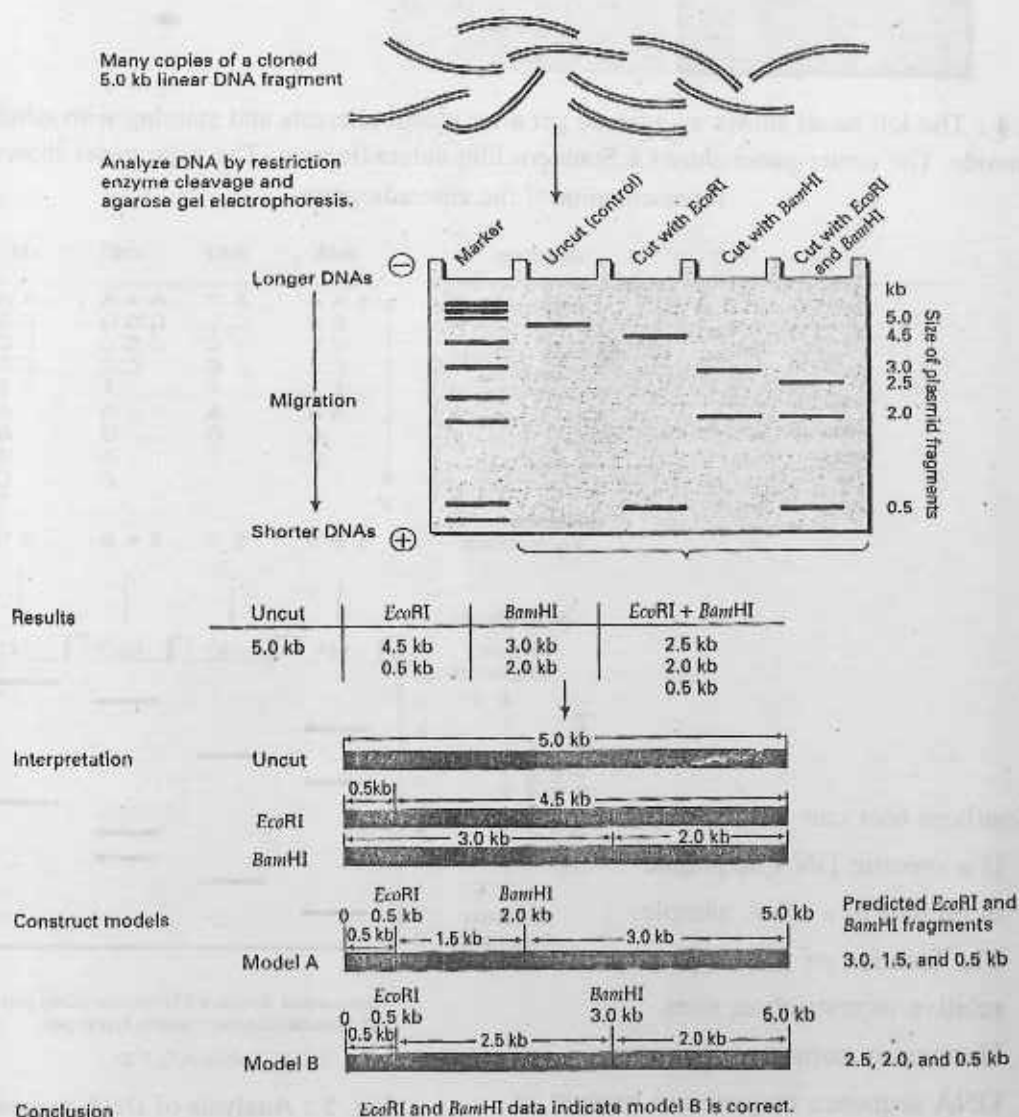 Many copies of a cloned
5.0 kb linear DNA fragment
Analyze DNA by restriction
enzyme cleavage and
agarose gel electrophoresis.
Marker
Uncut (control)
Cut with EcoRI
Cut with BamHI
Cut with EcoRI
and BamHI
Longer DNAs
Migration
Shorter DNAs
kb
5.0
4.5
3.0
2.5
2.0
0.5
Size of plasmid fragments
Results Uncut EcoRI BamHI EcoRI + BamHI
5.0 kb 4.5 kb 3.0 kb 2.5 kb
0.5 kb 2.0 kb 2.0 kb
0.5 kb
5.0 kb
Interpretation Uncut
0.5 kb 4.5 kb
EcoRI
3.0 kb 2.0 kb
BamHI
EcoRI BamHI
Construct models 0 0.5 kb 2.0 kb 5.0 kb
0.5 kb 1.5 kb 3.0 kb
Model A
Predicted EcoRI and
BamHI fragments
3.0, 1.5, and 0.5 kb
EcoRI BamHI
0 0.5 kb 3.0 kb 5.0 kb
0.5 kb 2.5 kb 2.0 kb
Model B 2.5, 2.0, and 0.5 kb
Conclusion EcoRI and BamHI data indicate model B is correct.